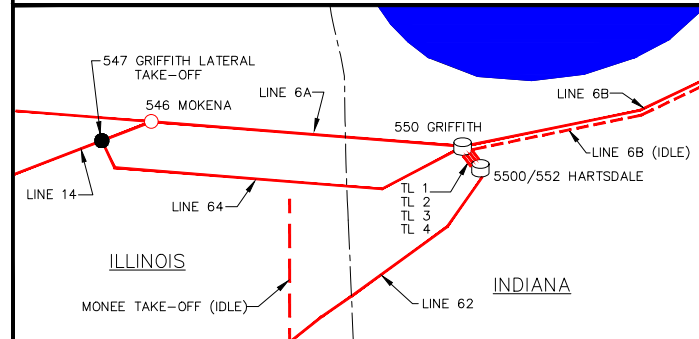 547 GRIFFITH LATERAL
TAKE-OFF
546 MOKENA
LINE 6A
550 GRIFFITH
LINE 6B
LINE 6B (IDLE)
5500/552 HARTSDALE
TL 1
TL 2
TL 3
TL 4
LINE 14
LINE 64
ILLINOIS
INDIANA
MONEE TAKE-OFF (IDLE)
LINE 62